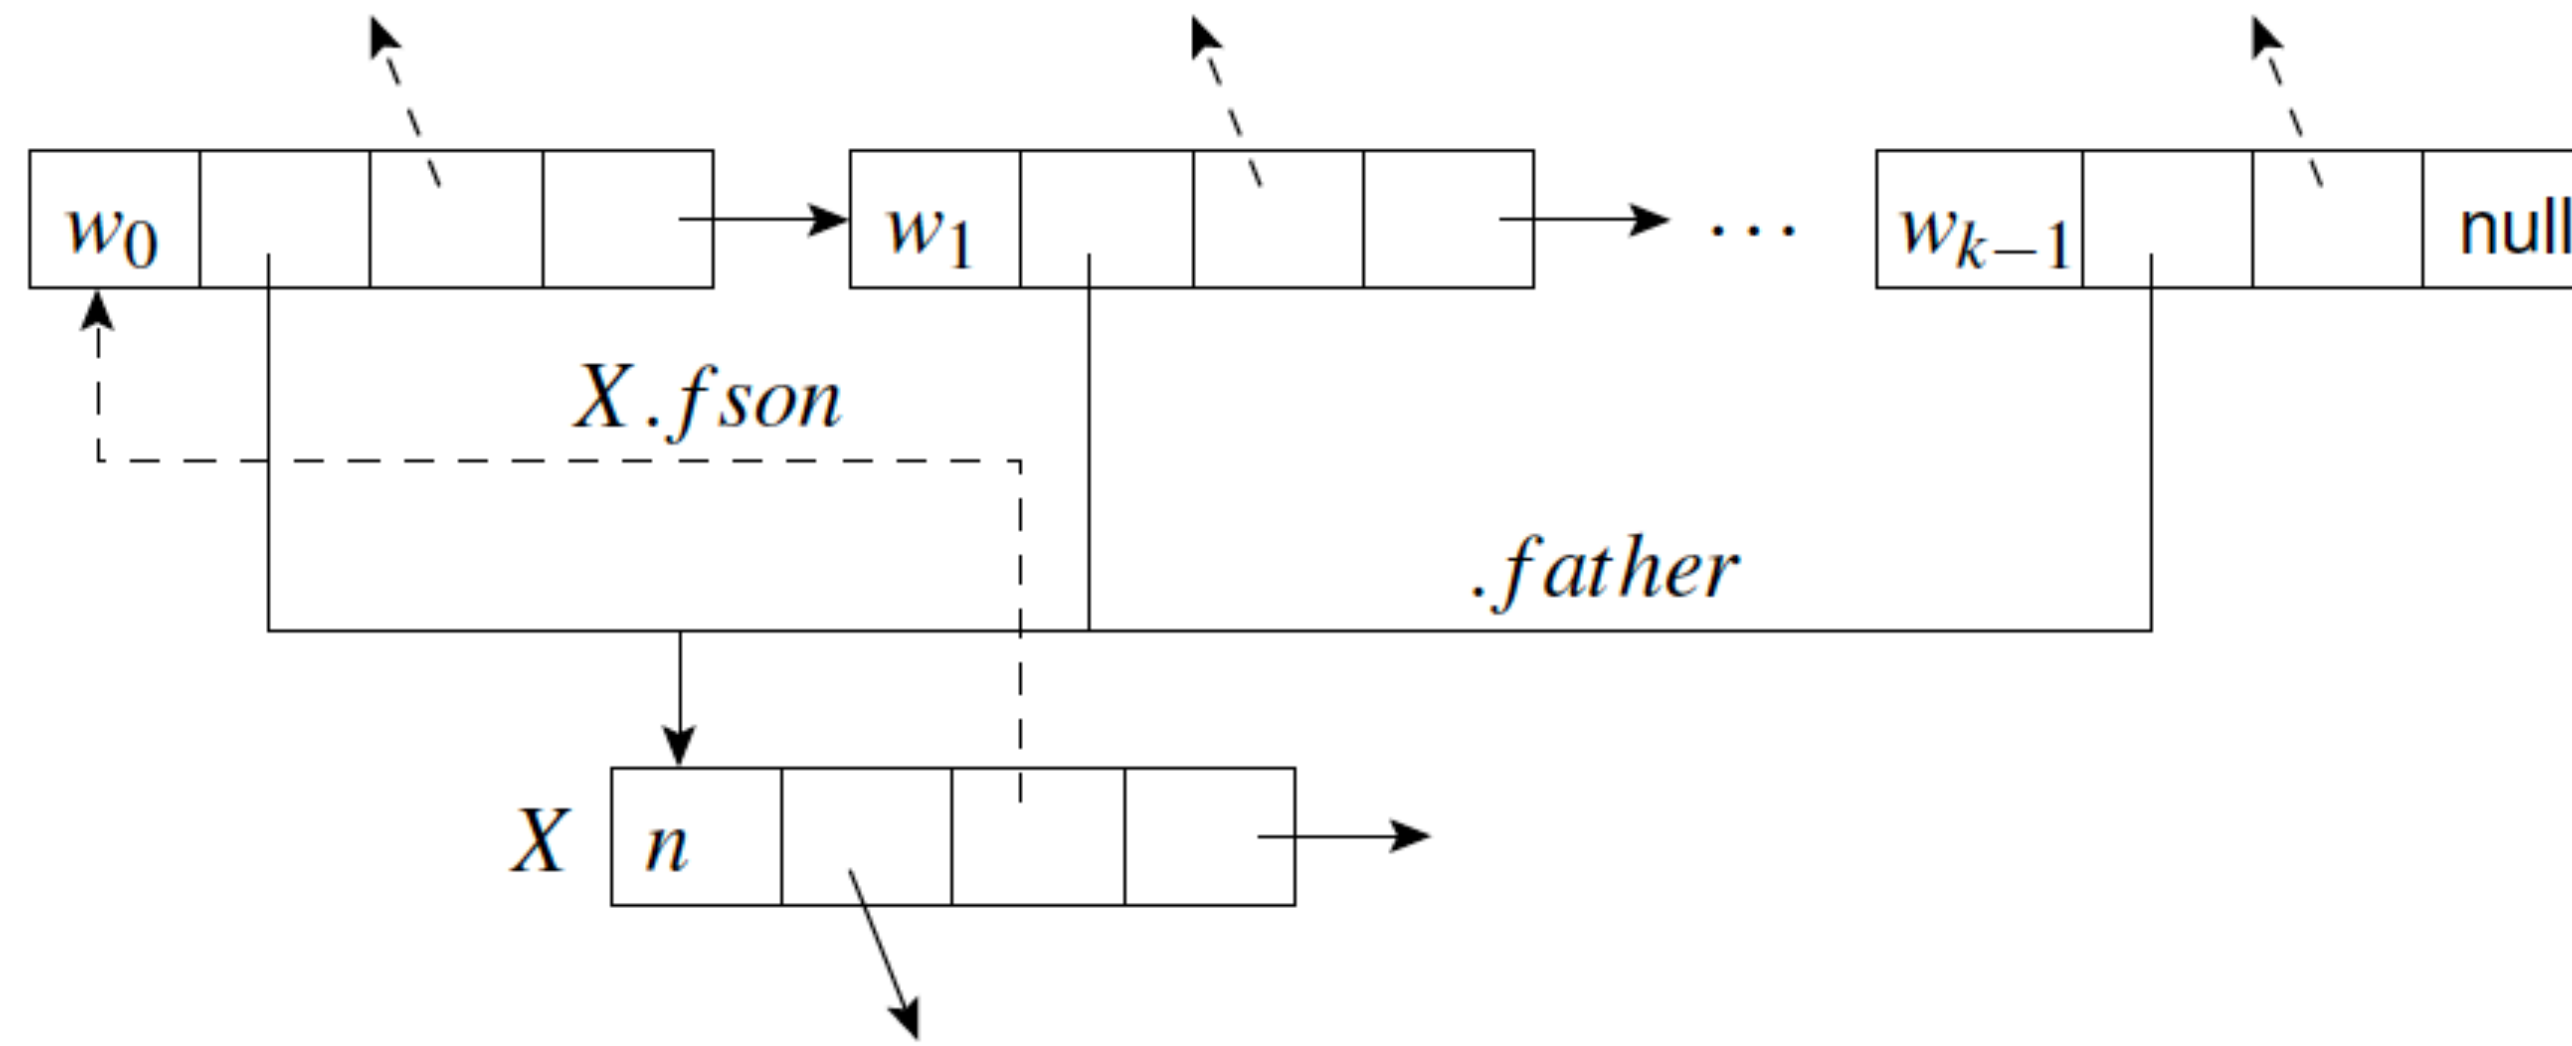 w₀ w₁ ... wₖ₋₁ null
X.fson
.father
X n